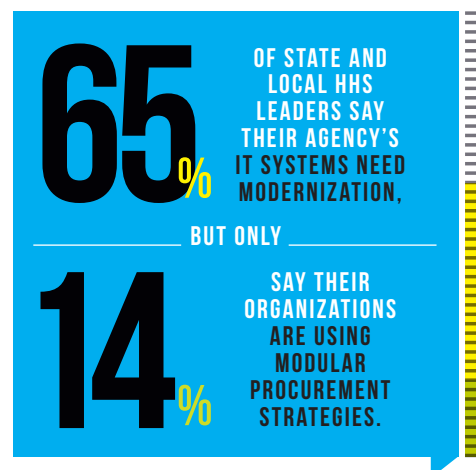 65%
OF STATE AND
LOCAL HHS
LEADERS SAY
THEIR AGENCY'S
IT SYSTEMS NEED
MODERNIZATION,
BUT ONLY
14%
SAY THEIR
ORGANIZATIONS
ARE USING
MODULAR
PROCUREMENT
STRATEGIES.